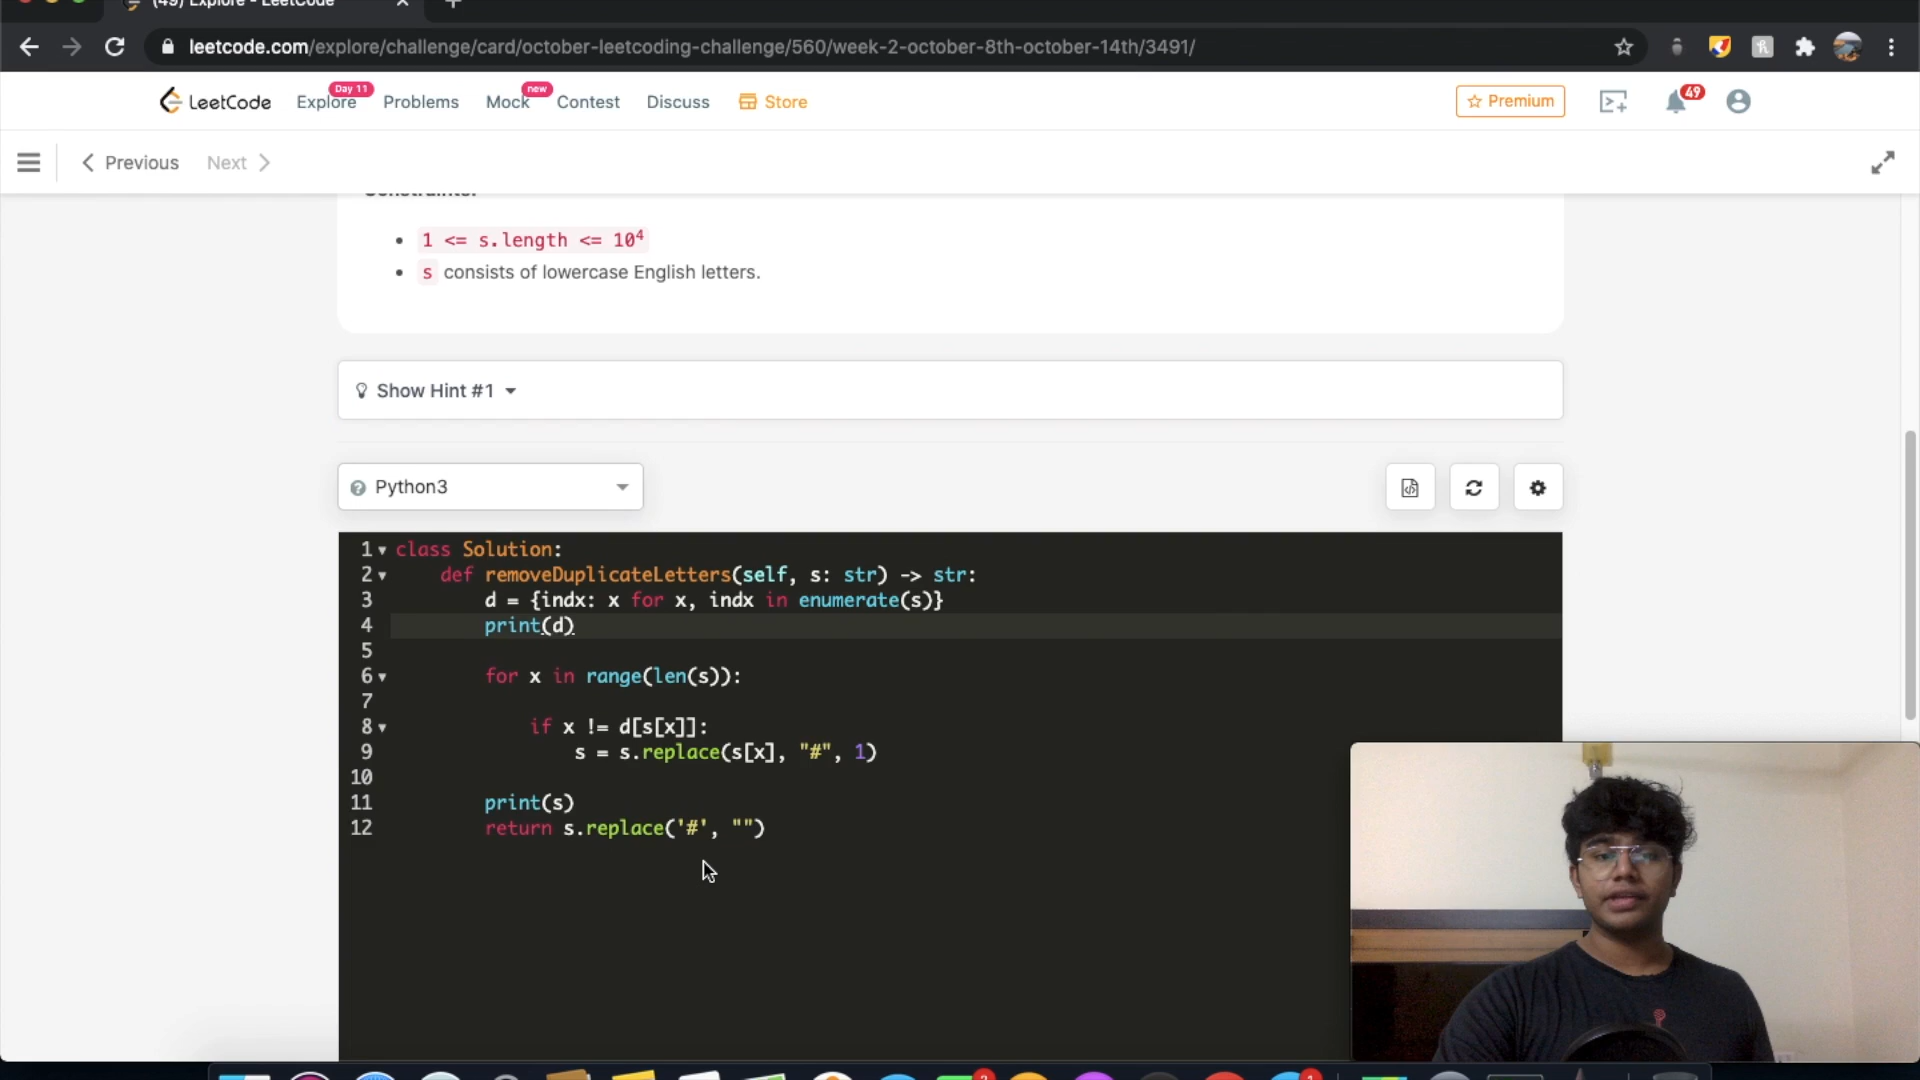 (49) Explore - LeetCode
leetcode.com/explore/challenge/card/october-leetcoding-challenge/560/week-2-october-8th-october-14th/3491/
LeetCode Explore Day 11 Problems Mock new Contest Discuss Store Premium 49
Previous Next
Constraints:
1 <= s.length <= 10⁴
s consists of lowercase English letters.
Show Hint #1
Python3
1 class Solution:
2 def removeDuplicateLetters(self, s: str) -> str:
3 d = {indx: x for x, indx in enumerate(s)}
4 print(d)
5
6 for x in range(len(s)):
7
8 if x != d[s[x]]:
9 s = s.replace(s[x], "#", 1)
10
11 print(s)
12 return s.replace('#', "")